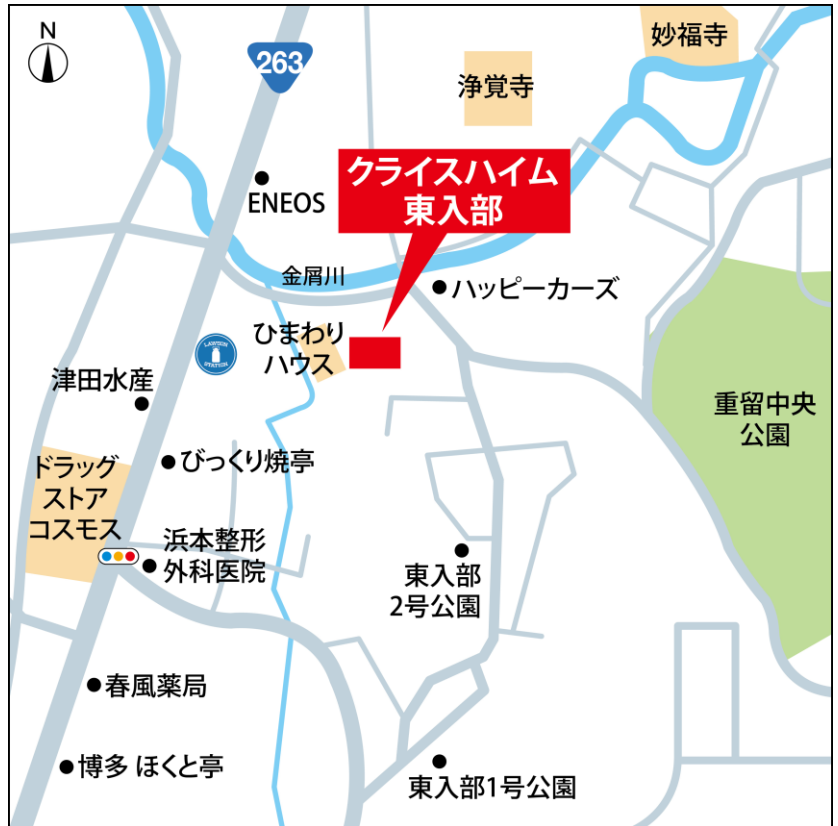 N
263
妙福寺
浄覚寺
クライスハイム
東入部
ENEOS
金屑川
ハッピーカーズ
LAWSON
STATION
ひまわり
ハウス
津田水産
重留中央
公園
ドラッグ
ストア
コスモス
びっくり焼亭
浜本整形
外科医院
東入部
2号公園
春風薬局
博多 ほくと亭
東入部1号公園